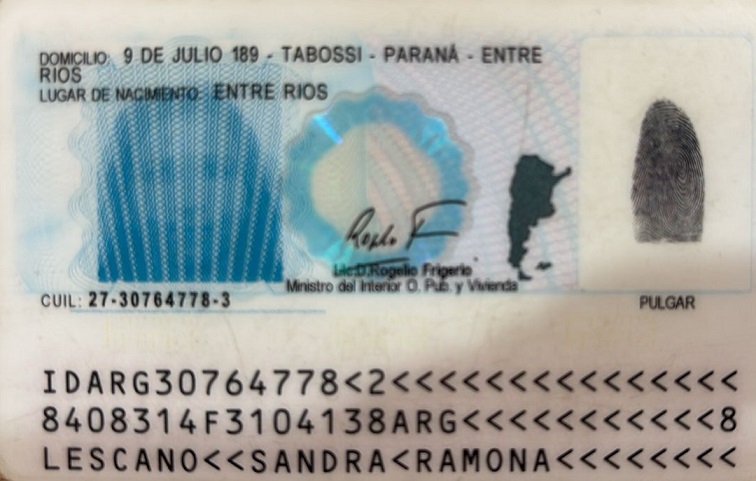 DOMICILIO: 9 DE JULIO 189 - TABOSSI - PARANÁ - ENTRE
RIOS
LUGAR DE NACIMIENTO: ENTRE RIOS
Lic.D.Rogelio Frigerio
Ministro del Interior O. Pub. y Vivienda
CUIL: 27-30764778-3
PULGAR
IDARG30764778<2<<<<<<<<<<<<<<<
8408314F3104138ARG<<<<<<<<<<<8
LESCANO<<SANDRA<RAMONA<<<<<<<<